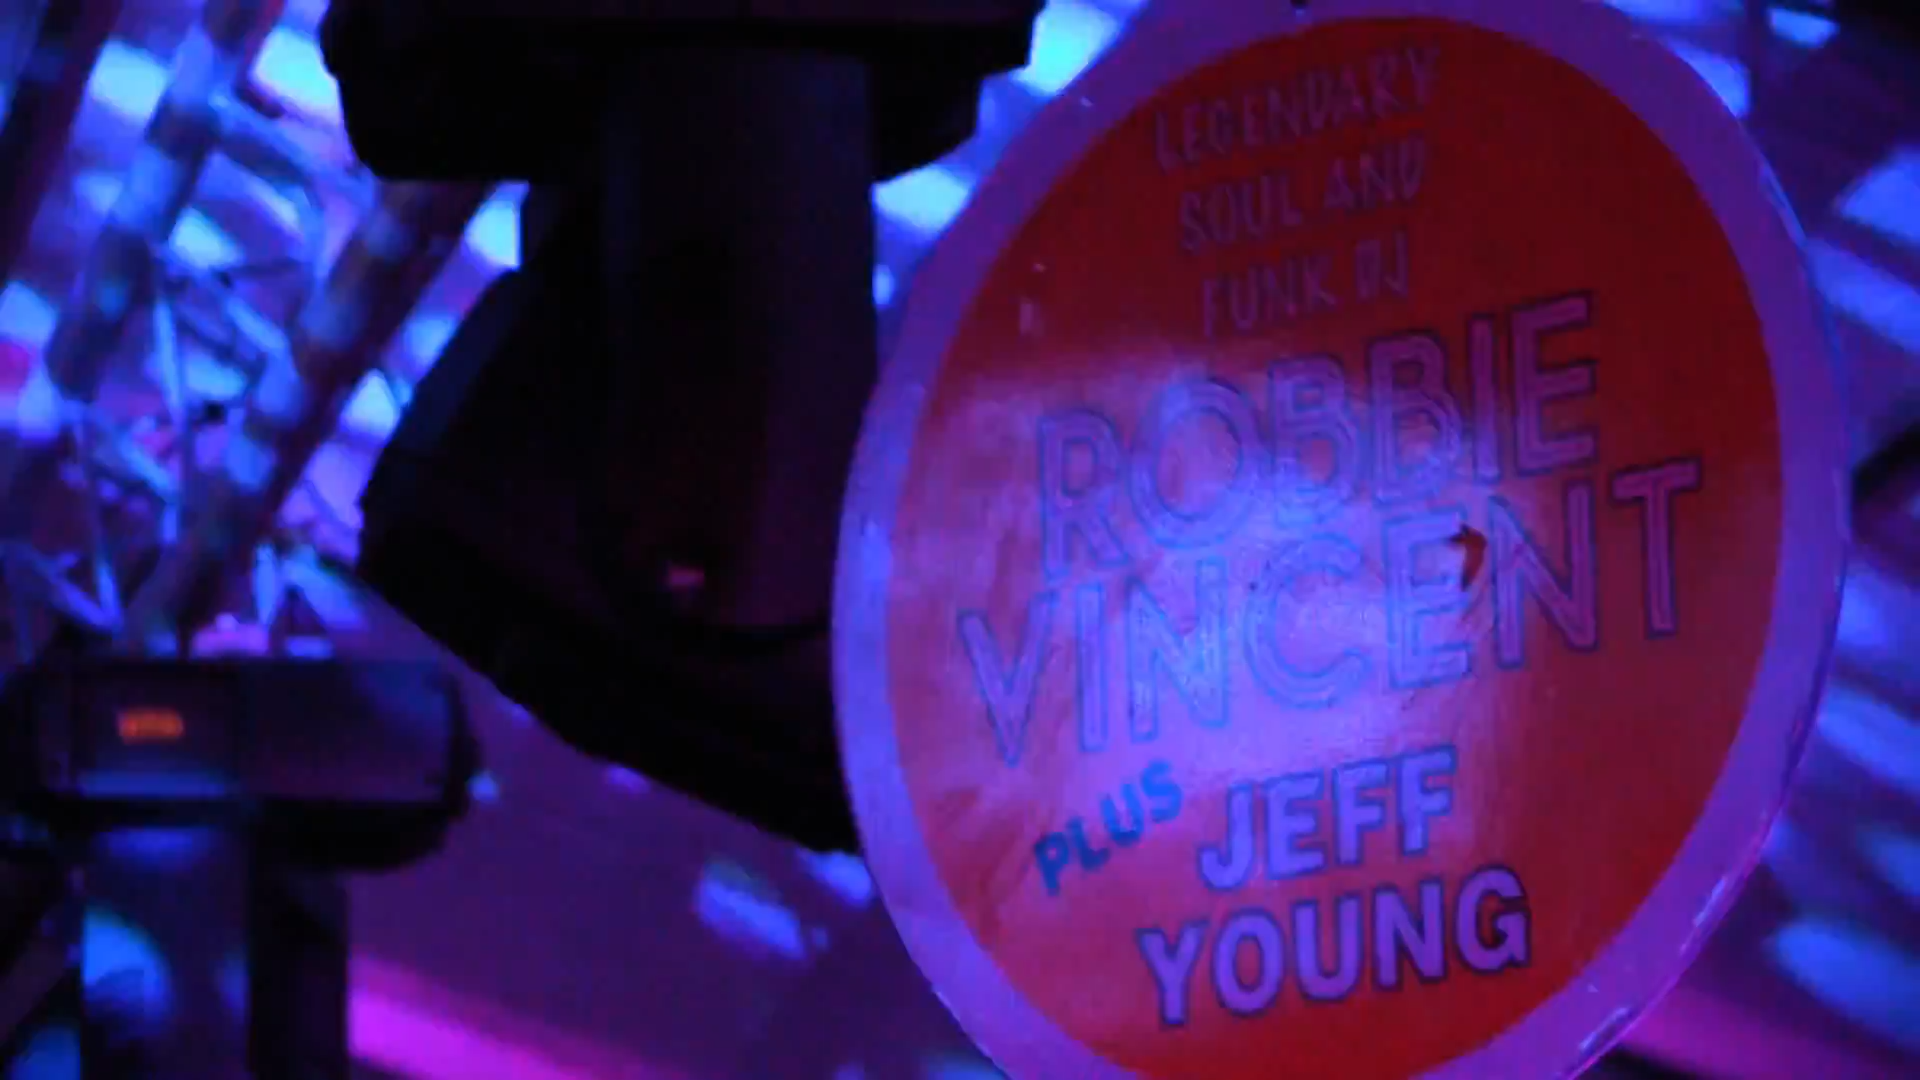 LEGENDARY
SOUL AND
FUNK DJ
ROBBIE
VINCENT
PLUS JEFF
YOUNG